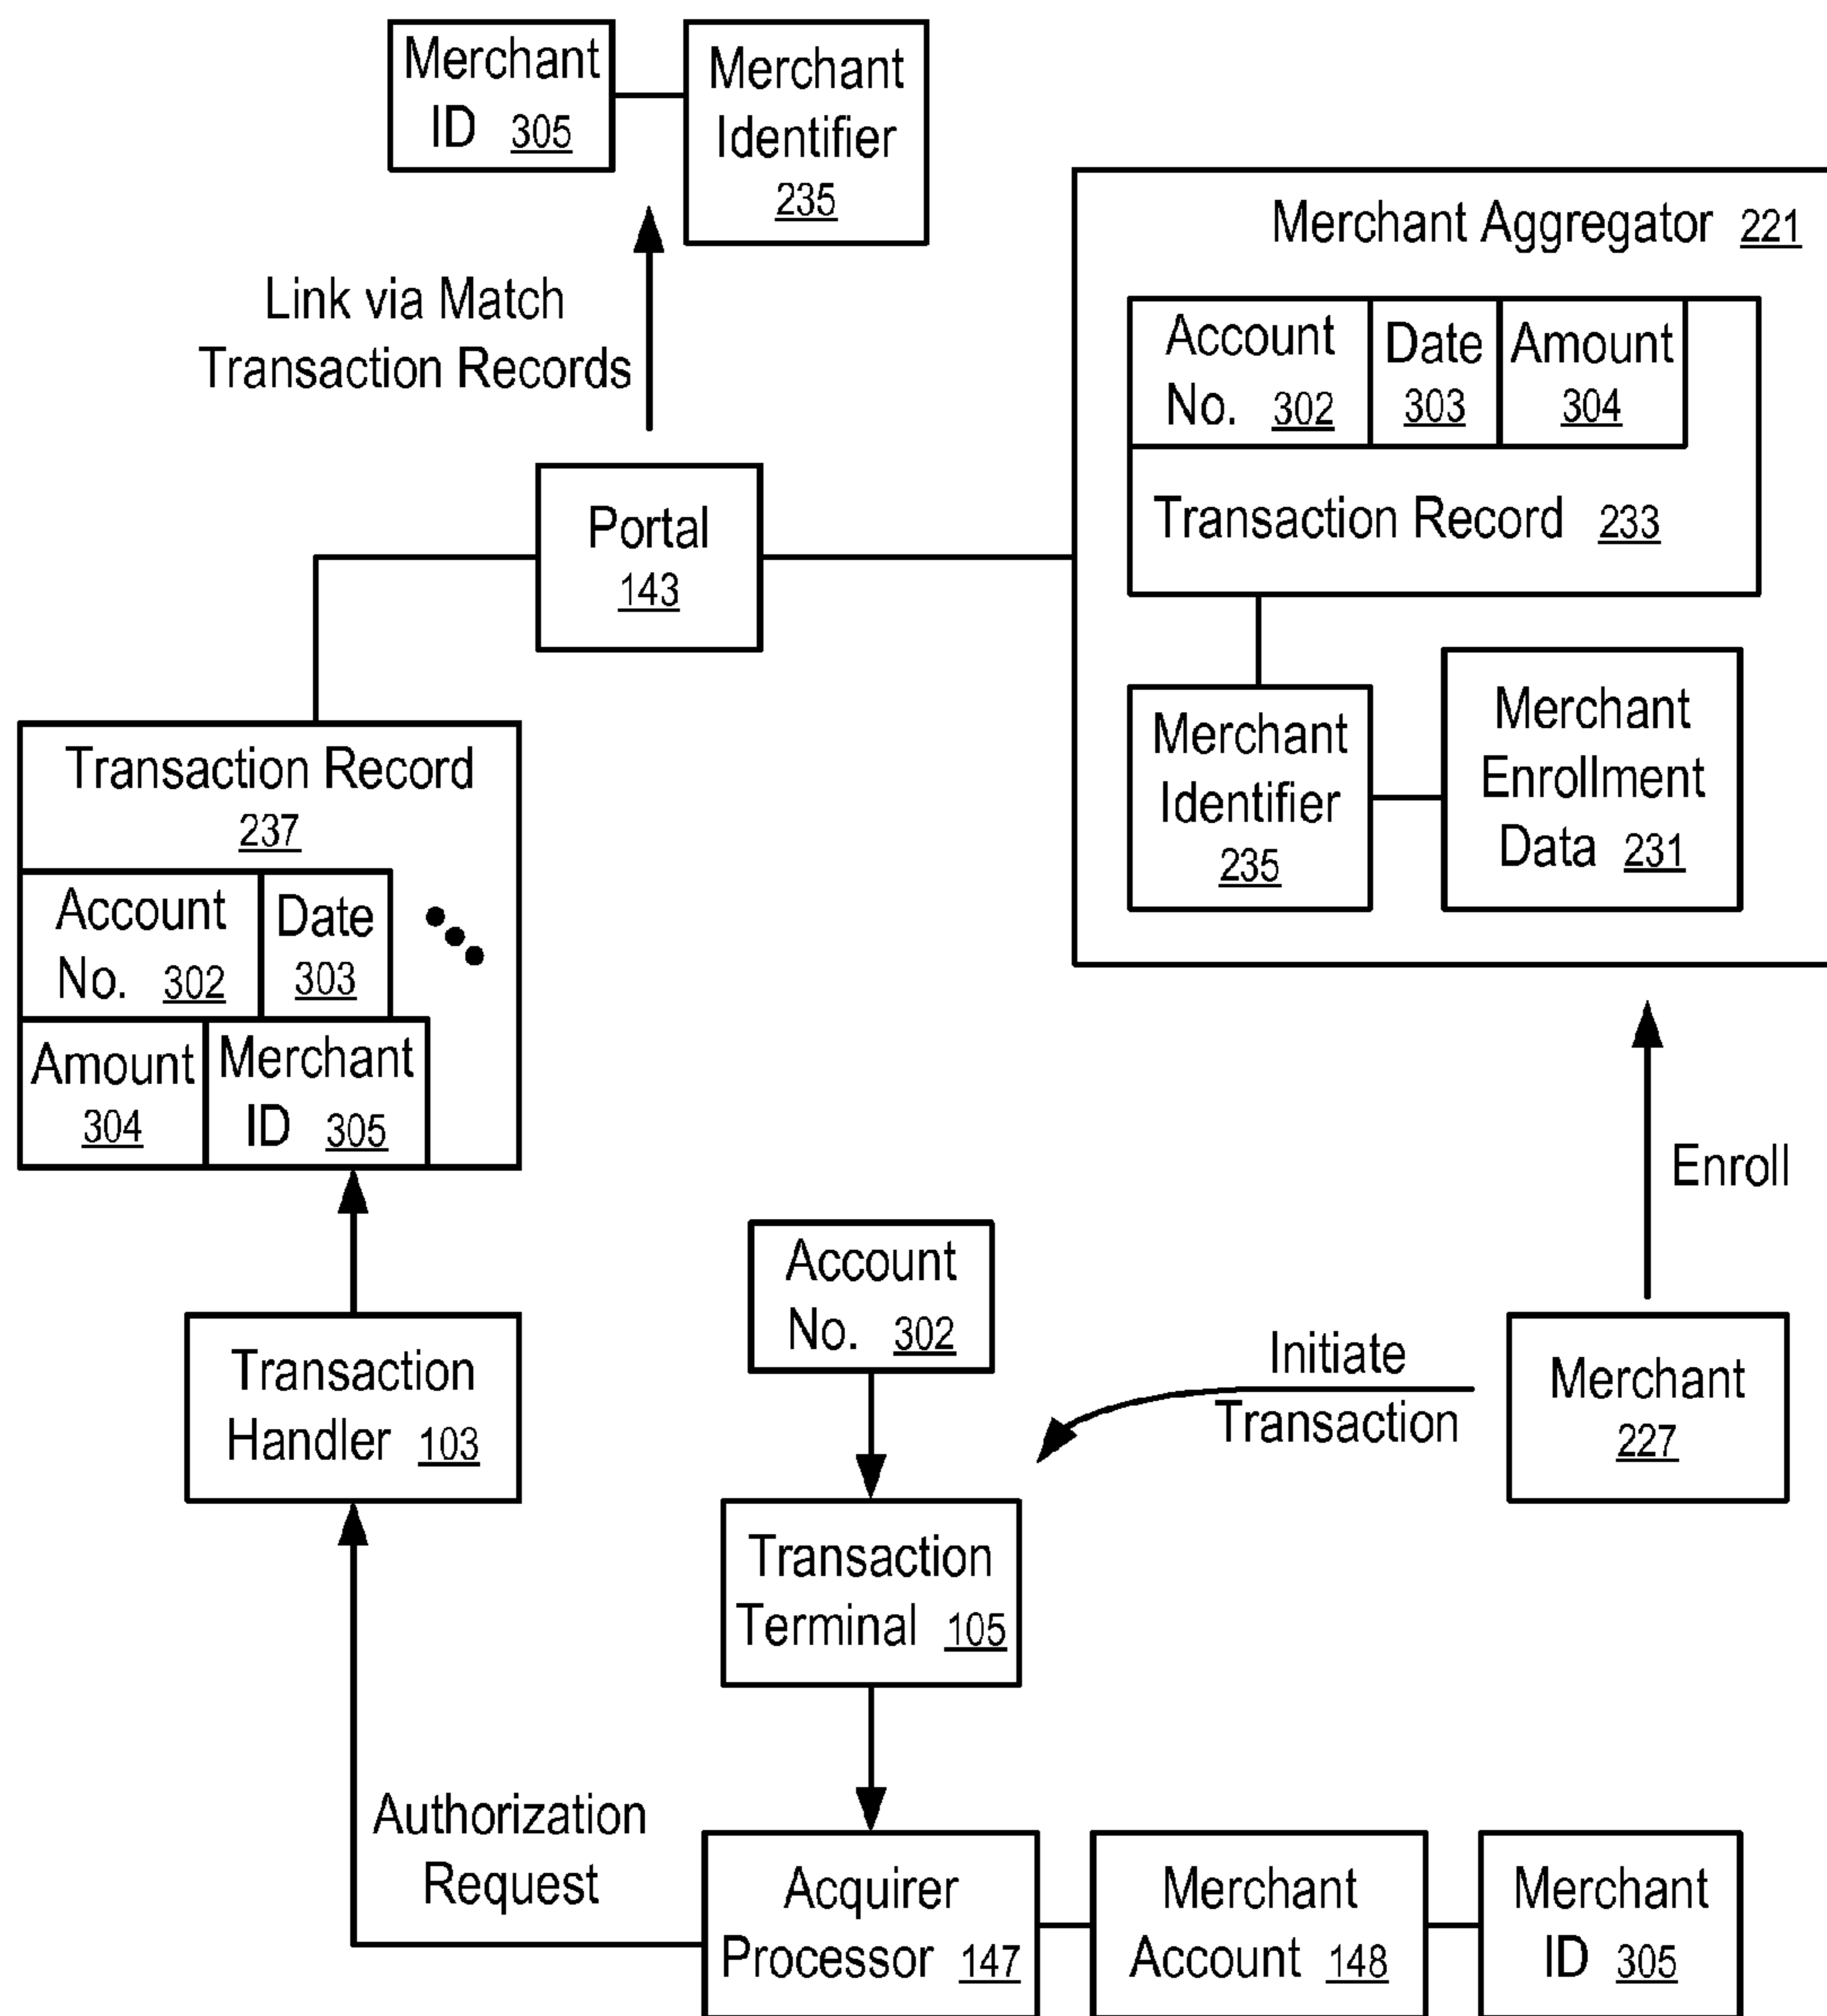 Merchant
ID 305
Merchant
Identifier
235
Link via Match
Transaction Records
Merchant Aggregator 221
Account
No. 302
Date
303
Amount
304
Transaction Record 233
Portal
143
Merchant
Identifier
235
Merchant
Enrollment
Data 231
Transaction Record
237
Account
No. 302
Date
303
Amount
304
Merchant
ID 305
Enroll
Account
No. 302
Transaction
Handler 103
Initiate
Transaction
Merchant
227
Transaction
Terminal 105
Authorization
Request
Acquirer
Processor 147
Merchant
Account 148
Merchant
ID 305